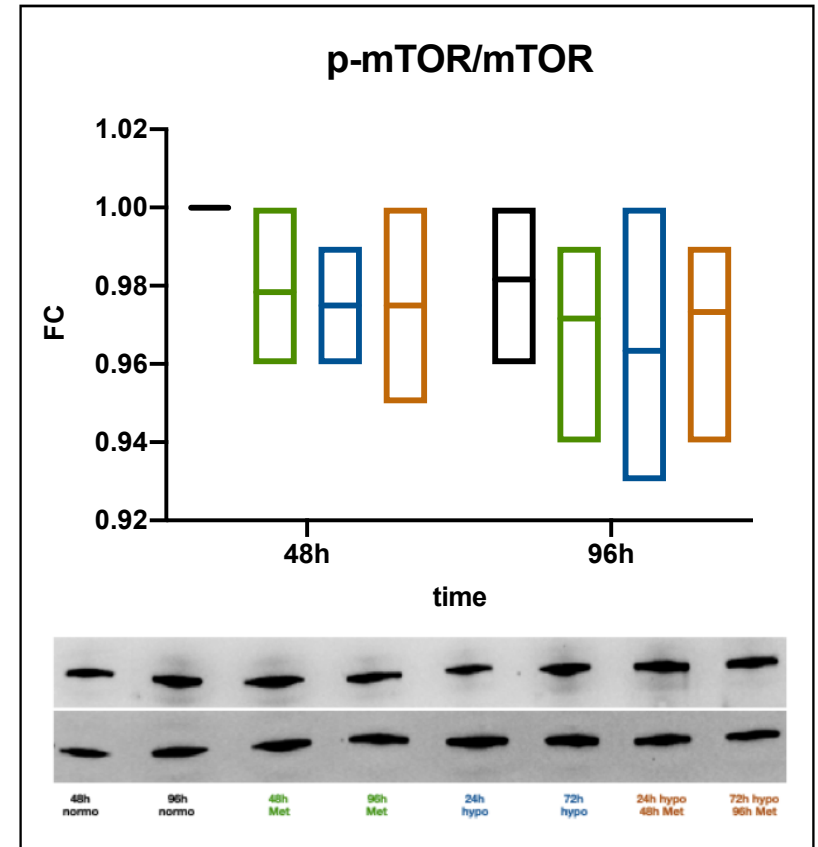 p-mTOR/mTOR
1.02
1.00
0.98
0.96
0.94
0.92
FC
48h 96h
time
48h 96h 48h 96h 24h 72h 24h hypo 72h hypo
normo normo Met Met hypo hypo 48h Met 96h Met